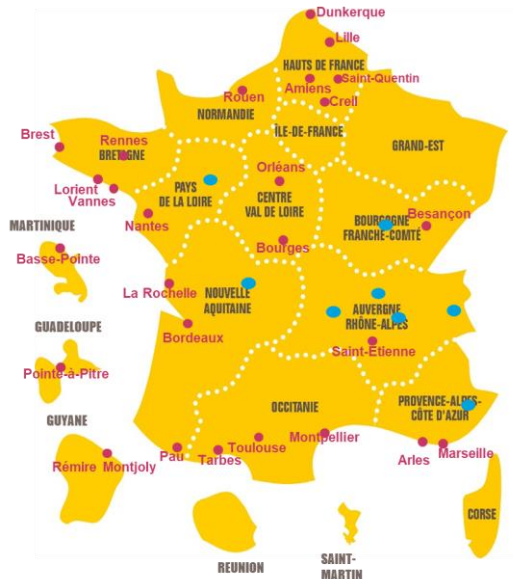 Dunkerque
Lille
HAUTS DE FRANCE
Amiens
Saint-Quentin
Creil
Rouen
NORMANDIE
ÎLE-DE-FRANCE
GRAND-EST
Brest
Rennes
BRETAGNE
Orléans
Lorient
Vannes
PAYS
DE LA LOIRE
CENTRE
VAL DE LOIRE
Nantes
BOURGOGNE
FRANCHE-COMTÉ
Besançon
Bourges
MARTINIQUE
Basse-Pointe
La Rochelle
NOUVELLE
AQUITAINE
AUVERGNE
RHÔNE-ALPES
GUADELOUPE
Bordeaux
Saint-Etienne
Pointe-à-Pitre
OCCITANIE
PROVENCE-ALPES-
CÔTE D'AZUR
GUYANE
Rémire Montjoly
Pau
Tarbes
Toulouse
Montpellier
Arles
Marseille
CORSE
REUNION
SAINT-
MARTIN